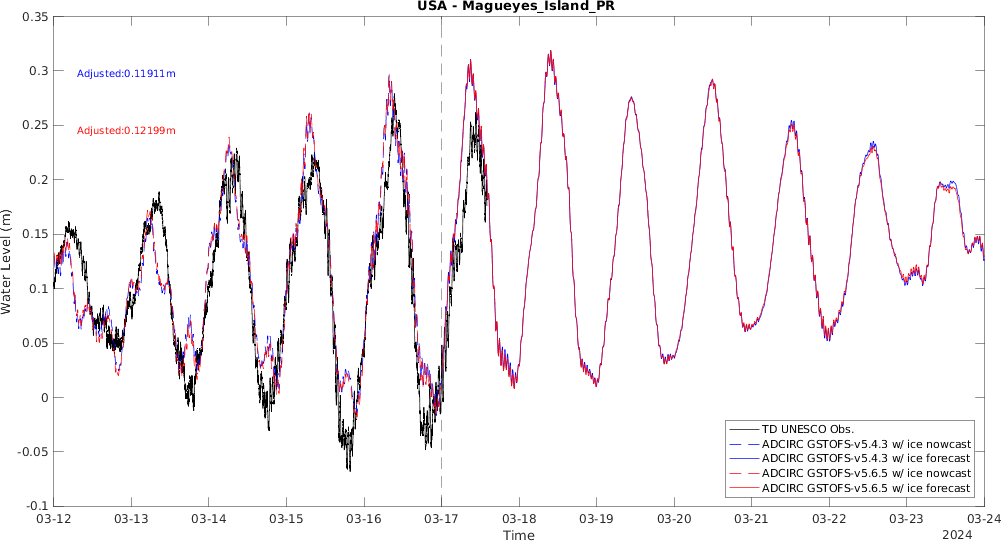 USA - Magueyes_Island_PR
0.35
0.3
0.25
0.2
0.15
0.1
0.05
0
-0.05
-0.1
Water Level (m)
Adjusted:0.11911m
Adjusted:0.12199m
TD UNESCO Obs.
ADCIRC GSTOFS-v5.4.3 w/ ice nowcast
ADCIRC GSTOFS-v5.4.3 w/ ice forecast
ADCIRC GSTOFS-v5.6.5 w/ ice nowcast
ADCIRC GSTOFS-v5.6.5 w/ ice forecast
03-12 03-13 03-14 03-15 03-16 03-17 03-18 03-19 03-20 03-21 03-22 03-23 03-24
Time
2024